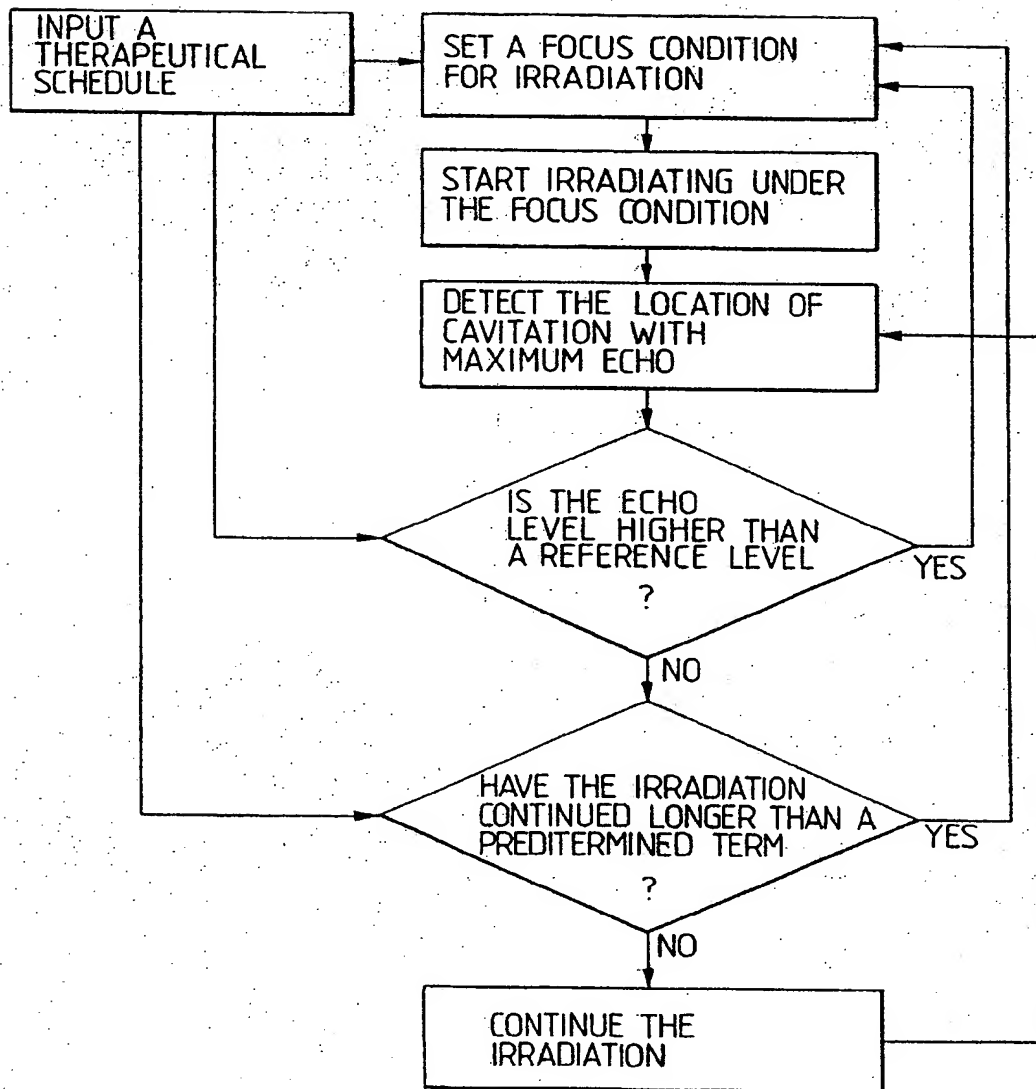 INPUT A
THERAPEUTICAL
SCHEDULE
SET A FOCUS CONDITION
FOR IRRADIATION
START IRRADIATING UNDER
THE FOCUS CONDITION
DETECT THE LOCATION OF
CAVITATION WITH
MAXIMUM ECHO
IS THE ECHO
LEVEL HIGHER THAN
A REFERENCE LEVEL
?
YES
NO
HAVE THE IRRADIATION
CONTINUED LONGER THAN A
PREDITERMINED TERM
?
YES
NO
CONTINUE THE
IRRADIATION